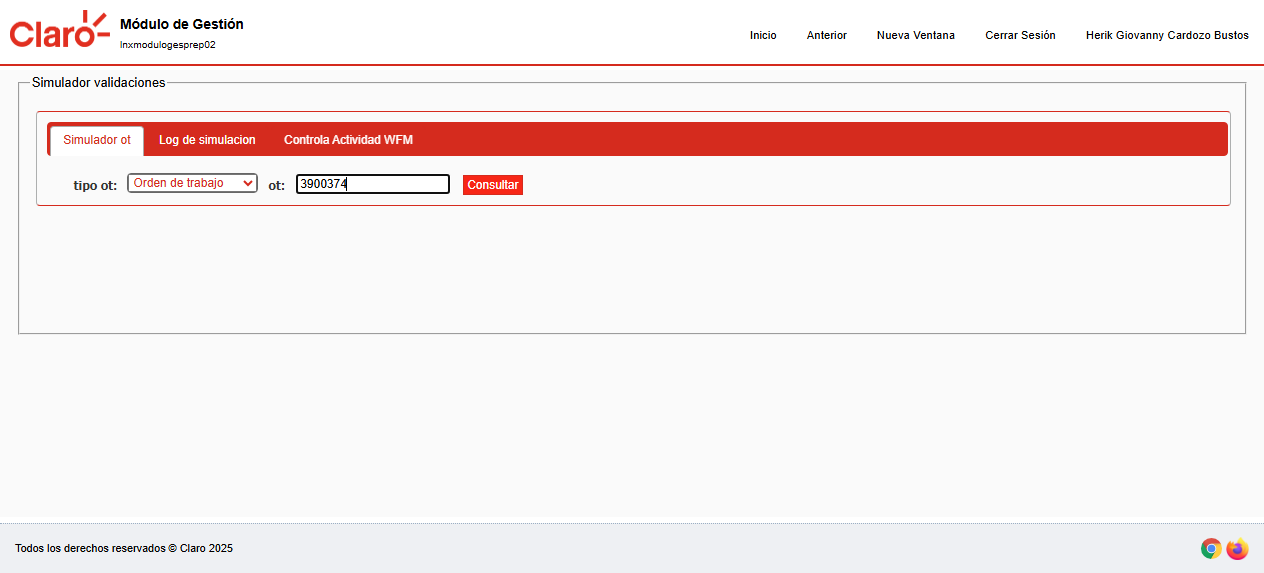 Claro
Módulo de Gestión
lnxmodulogesprep02
Inicio Anterior Nueva Ventana Cerrar Sesión Herik Giovanny Cardozo Bustos
Simulador validaciones
Simulador ot Log de simulacion Controla Actividad WFM
tipo ot: Orden de trabajo ot: 3900374 Consultar
Todos los derechos reservados © Claro 2025